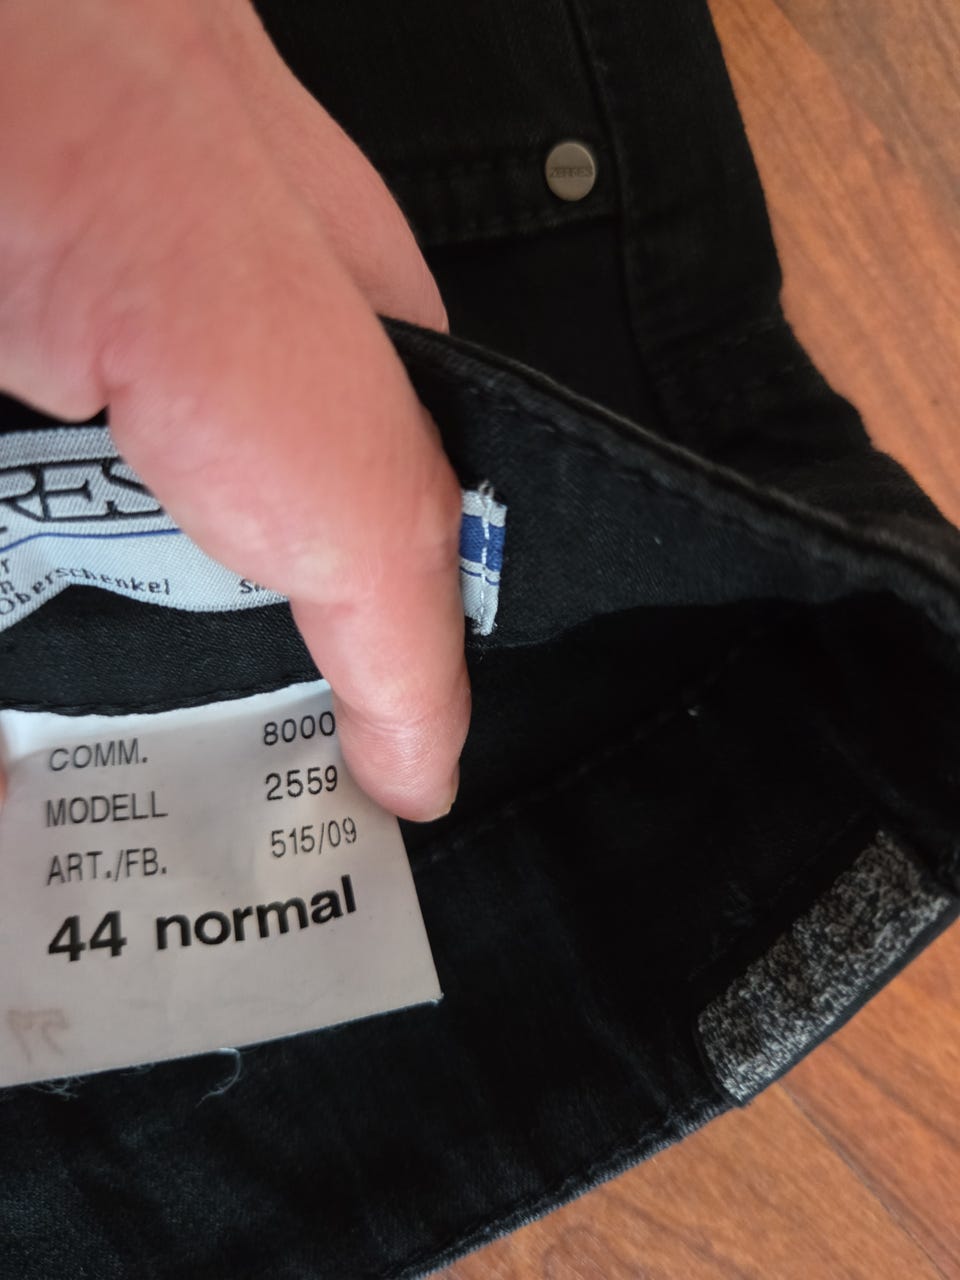 RES
r
n
Oberschenkel
COMM. 8000
MODELL 2559
ART./FB. 515/09
44 normal